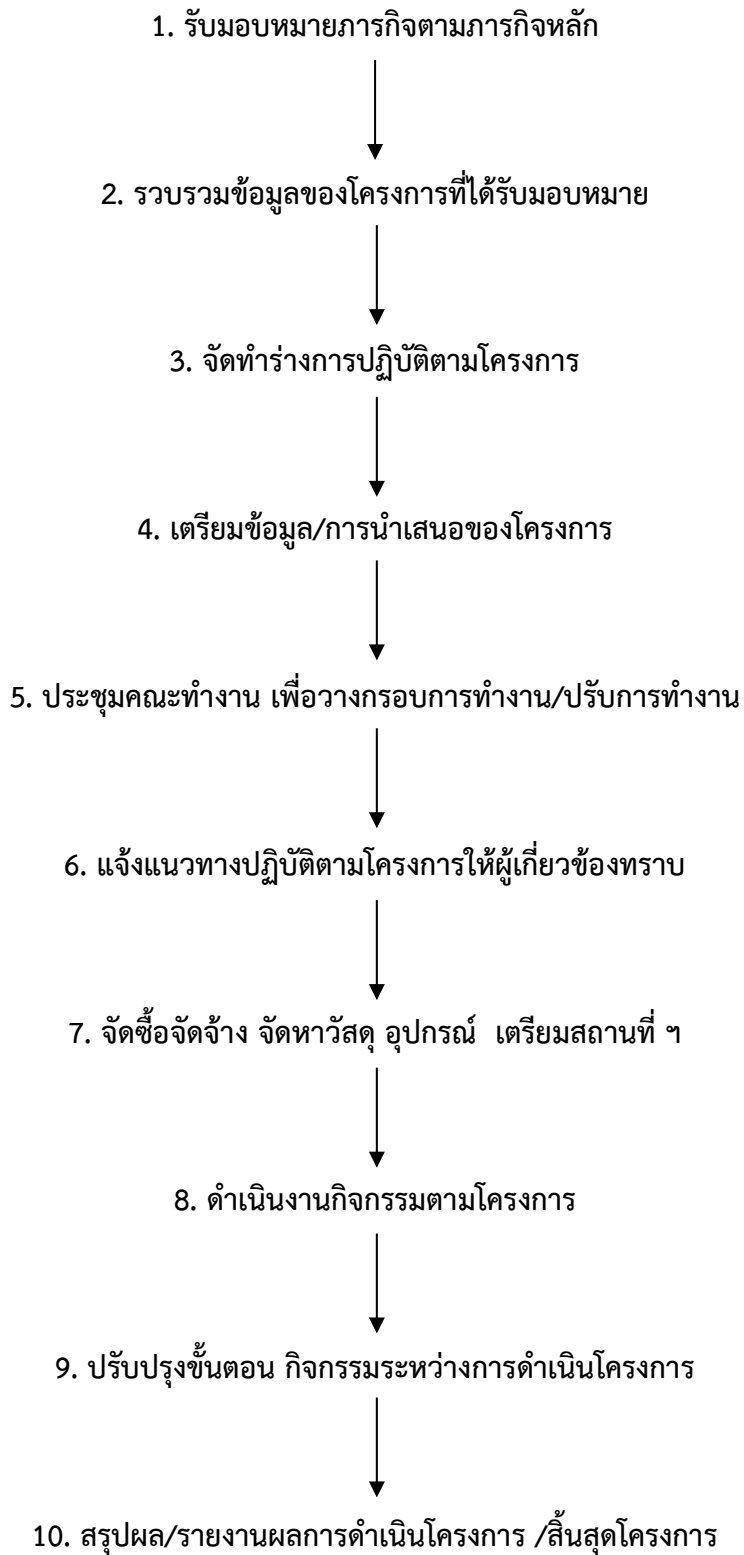 1. รับมอบหมายภารกิจตามภารกิจหลัก
2. รวบรวมข้อมูลของโครงการที่ได้รับมอบหมาย
3. จัดทำร่างการปฏิบัติตามโครงการ
4. เตรียมข้อมูล/การนำเสนอของโครงการ
5. ประชุมคณะทำงาน เพื่อวางกรอบการทำงาน/ปรับการทำงาน
6. แจ้งแนวทางปฏิบัติตามโครงการให้ผู้เกี่ยวข้องทราบ
7. จัดซื้อจัดจ้าง จัดหาวัสดุ อุปกรณ์  เตรียมสถานที่ ฯ
8. ดำเนินงานกิจกรรมตามโครงการ
9. ปรับปรุงขั้นตอน กิจกรรมระหว่างการดำเนินโครงการ
10. สรุปผล/รายงานผลการดำเนินโครงการ /สิ้นสุดโครงการ